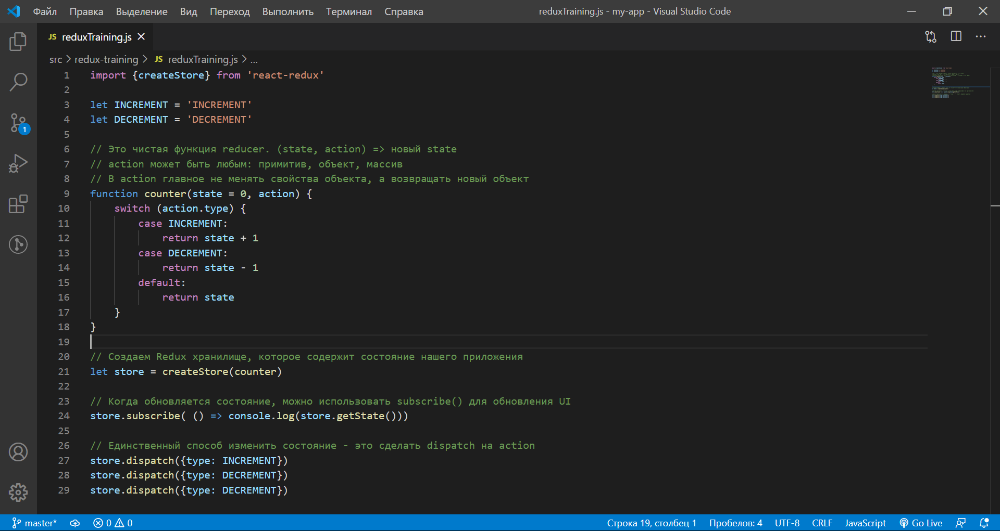 Файл Правка Выделение Вид Переход Выполнить Терминал Справка reduxTraining.js - my-app - Visual Studio Code
JS reduxTraining.js
src > redux-training > JS reduxTraining.js > ...
1 import {createStore} from 'react-redux'
2
3 let INCREMENT = 'INCREMENT'
4 let DECREMENT = 'DECREMENT'
5
6 // Это чистая функция reducer. (state, action) => новый state
7 // action может быть любым: примитив, объект, массив
8 // В action главное не менять свойства объекта, а возвращать новый объект
9 function counter(state = 0, action) {
10 switch (action.type) {
11 case INCREMENT:
12 return state + 1
13 case DECREMENT:
14 return state - 1
15 default:
16 return state
17 }
18 }
19
20 // Создаем Redux хранилище, которое содержит состояние нашего приложения
21 let store = createStore(counter)
22
23 // Когда обновляется состояние, можно использовать subscribe() для обновления UI
24 store.subscribe( () => console.log(store.getState()))
25
26 // Единственный способ изменить состояние - это сделать dispatch на action
27 store.dispatch({type: INCREMENT})
28 store.dispatch({type: DECREMENT})
29 store.dispatch({type: DECREMENT})
1
master* 0 0 Строка 19, столбец 1 Пробелов: 4 UTF-8 CRLF JavaScript Go Live